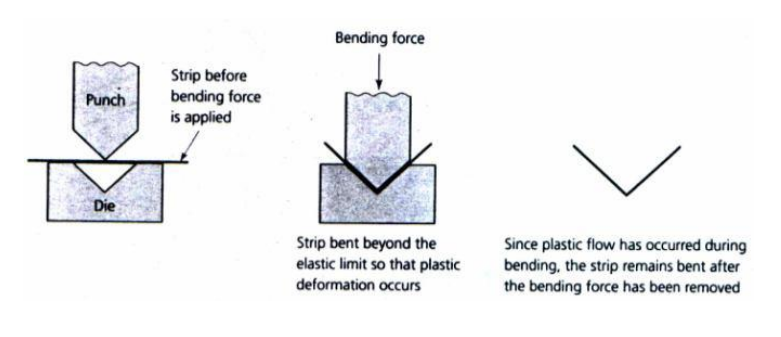 Punch
Strip before
bending force
is applied
Die
Bending force
Strip bent beyond the
elastic limit so that plastic
deformation occurs
Since plastic flow has occurred during
bending, the strip remains bent after
the bending force has been removed